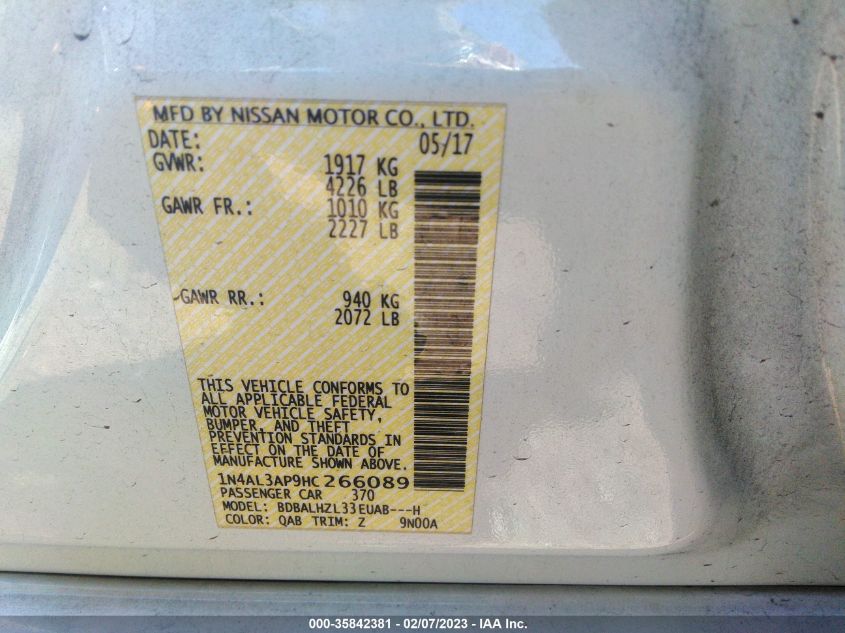 MFD BY NISSAN MOTOR CO., LTD.
DATE: 05/17
GVWR: 1917 KG
4226 LB
GAWR FR.: 1010 KG
2227 LB
GAWR RR.: 940 KG
2072 LB
THIS VEHICLE CONFORMS TO
ALL APPLICABLE FEDERAL
MOTOR VEHICLE SAFETY,
BUMPER, AND THEFT
PREVENTION STANDARDS IN
EFFECT ON THE DATE OF
MANUFACTURE SHOWN ABOVE.
1N4AL3AP9HC266089
PASSENGER CAR 370
MODEL: BDBALHZL33EUAB---H
COLOR: QAB TRIM: Z 9N00A
000-35842381 - 02/07/2023 - IAA Inc.